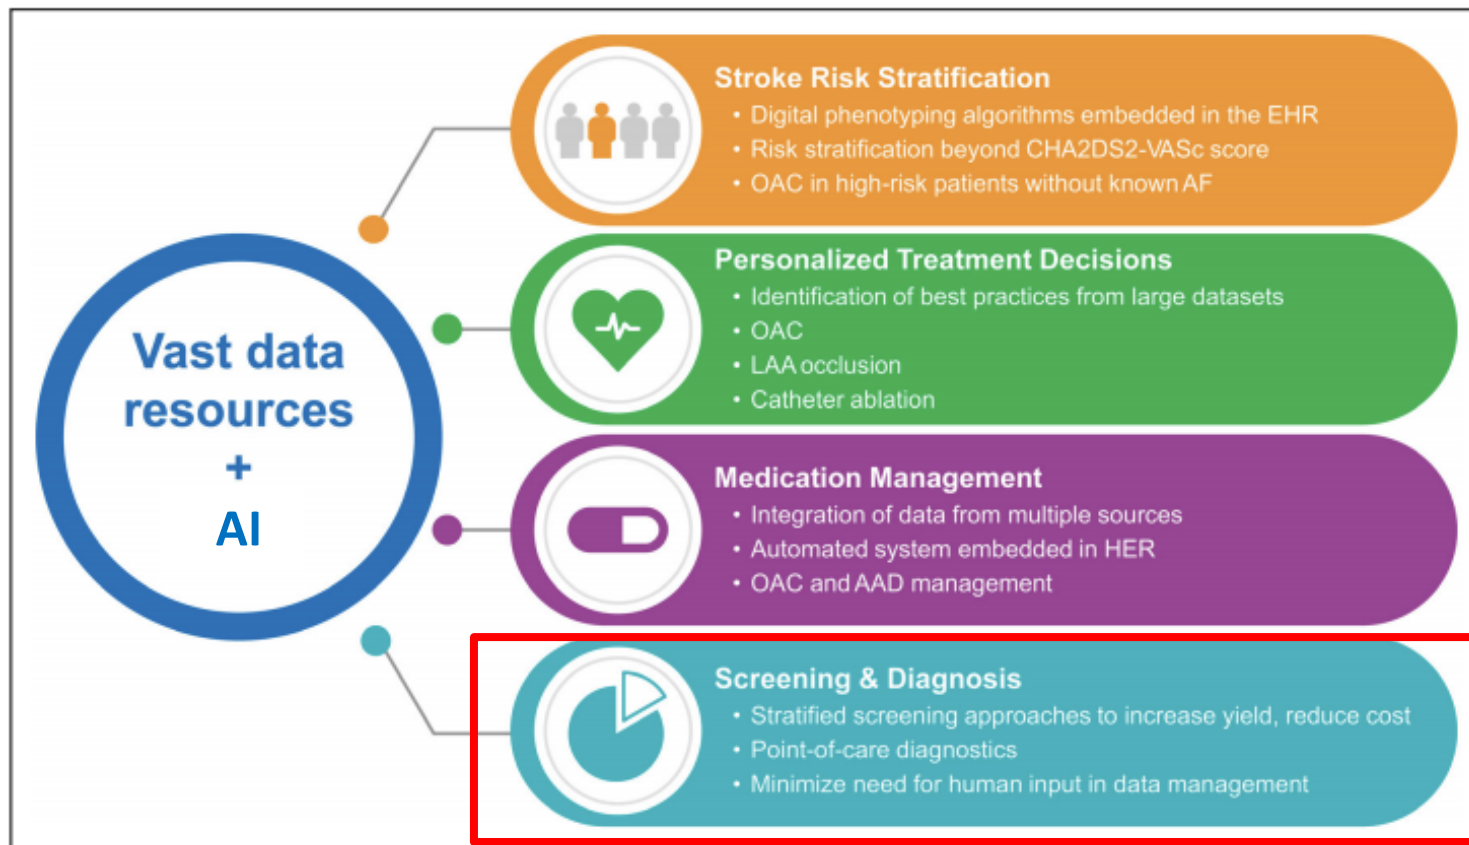 Vast data
resources
+
AI
Stroke Risk Stratification
• Digital phenotyping algorithms embedded in the EHR
• Risk stratification beyond CHA2DS2-VASc score
• OAC in high-risk patients without known AF
Personalized Treatment Decisions
• Identification of best practices from large datasets
• OAC
• LAA occlusion
• Catheter ablation
Medication Management
• Integration of data from multiple sources
• Automated system embedded in HER
• OAC and AAD management
Screening & Diagnosis
• Stratified screening approaches to increase yield, reduce cost
• Point-of-care diagnostics
• Minimize need for human input in data management